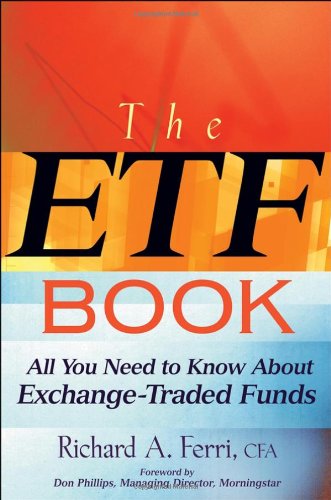 The
ETF
BOOK
All You Need to Know About
Exchange-Traded Funds
Richard A. Ferri, CFA
Foreword by
Don Phillips, Managing Director, Morningstar